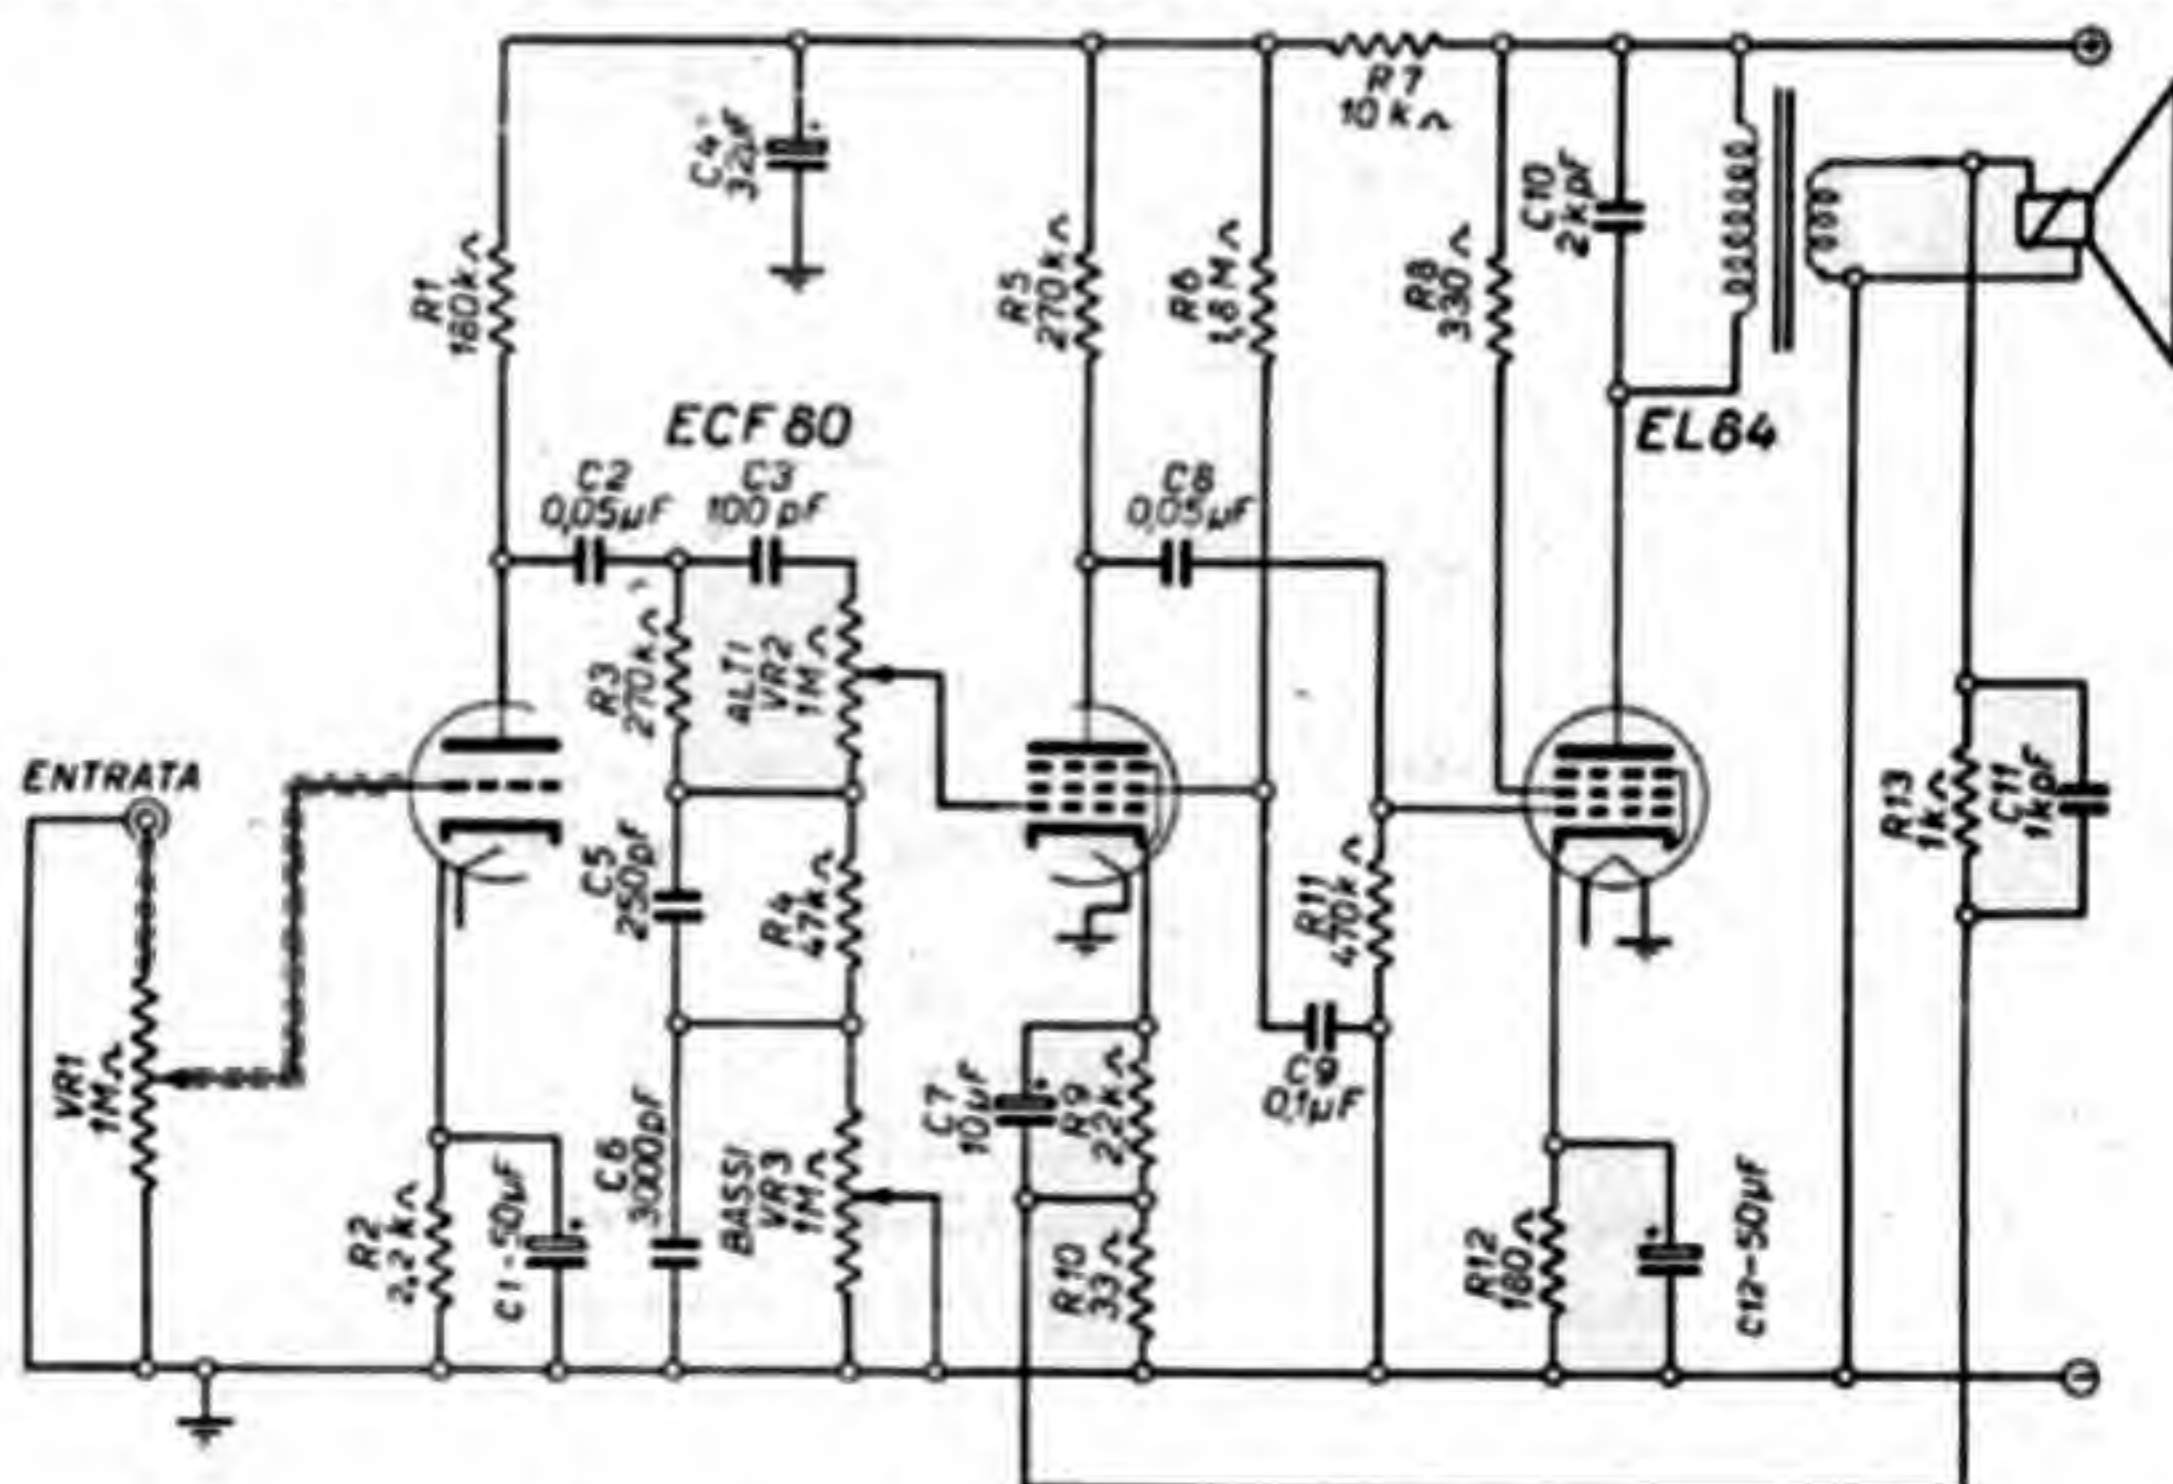 R7
10 kΩ
C4
32µF
C10
2kpF
R1
180kΩ
R5
270kΩ
R6
1,8 MΩ
R8
330Ω
ECF 80
EL84
C2
0,05µF
C3
100 pF
C8
0,05µF
R3
270kΩ
ALTI
VR2
1MΩ
ENTRATA
R13
1kΩ
C11
1kpF
C5
250pF
R4
47kΩ
R11
470kΩ
VR1
1MΩ
C7
10µF
R9
2,2kΩ
C9
0,1µF
R2
2,2 kΩ
C1-50µF
C6
3000pF
BASSI
VR3
1MΩ
R10
33Ω
R12
180Ω
C12-50µF